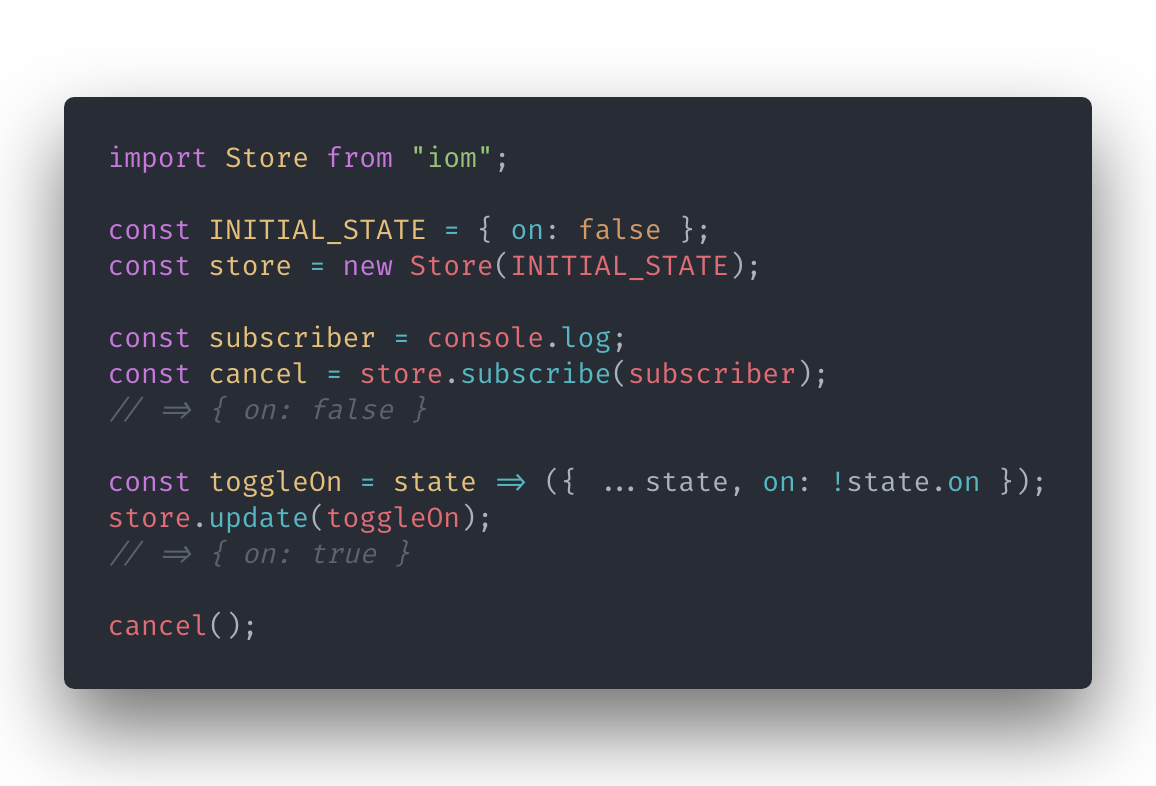 import Store from "iom";
const INITIAL_STATE = { on: false };
const store = new Store(INITIAL_STATE);
const subscriber = console.log;
const cancel = store.subscribe(subscriber);
// => { on: false }
const toggleOn = state => ({ ...state, on: !state.on });
store.update(toggleOn);
// => { on: true }
cancel();